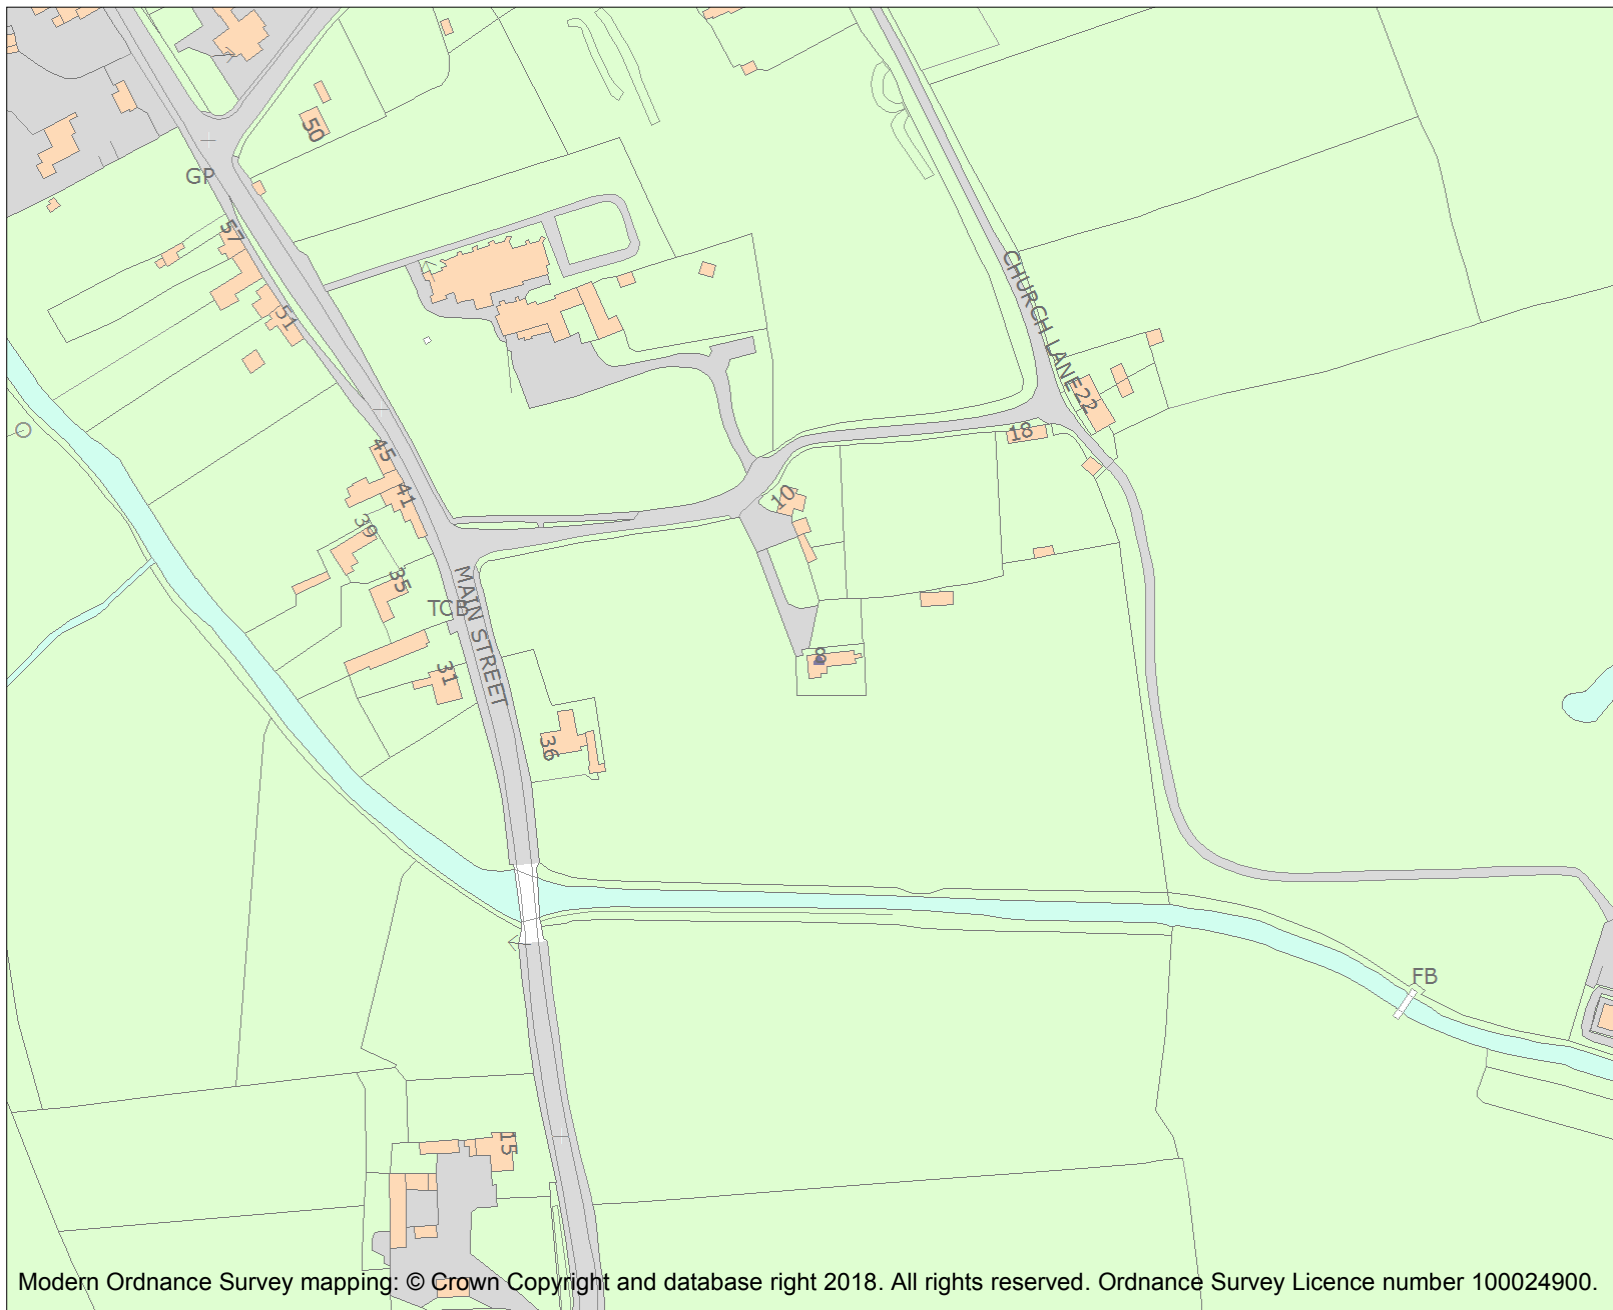 50
GP
57
51
CHURCH LANE
22
18
45
41
39
10
35
TCB
MAIN STREET
8
31
36
FB
15
Modern Ordnance Survey mapping: © Crown Copyright and database right 2018. All rights reserved. Ordnance Survey Licence number 100024900.